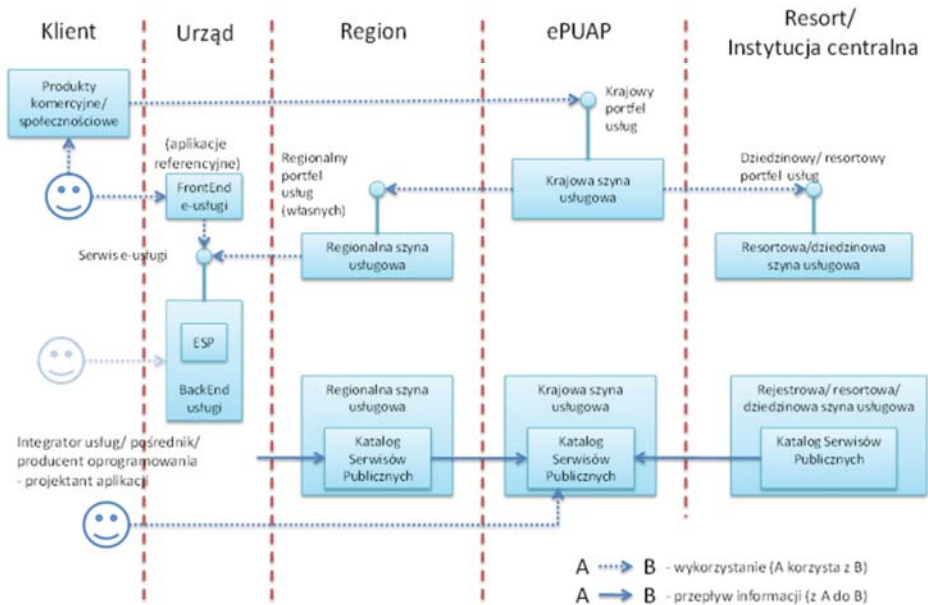 Klient
Urząd
Region
ePUAP
Resort/
Instytucja centralna
Produkty
komercyjne/
społecznościowe
Krajowy
portfel
usług
(aplikacje
referencyjne)
FrontEnd
e-usługi
Regionalny
portfel
usług
(własnych)
Krajowa szyna
usługowa
Dziedzinowy/ resortowy
portfel usług
Serwis e-usługi
Regionalna szyna
usługowa
Resortowa/dziedzinowa
szyna usługowa
ESP
BackEnd
usługi
Regionalna szyna
usługowa
Katalog
Serwisów
Publicznych
Krajowa szyna
usługowa
Katalog
Serwisów
Publicznych
Rejestrowa/ resortowa/
dziedzinowa szyna usługowa
Katalog Serwisów
Publicznych
Integrator usług/ pośrednik/
producent oprogramowania
- projektant aplikacji
A B - wykorzystanie (A korzysta z B)
A B - przepływ informacji (z A do B)